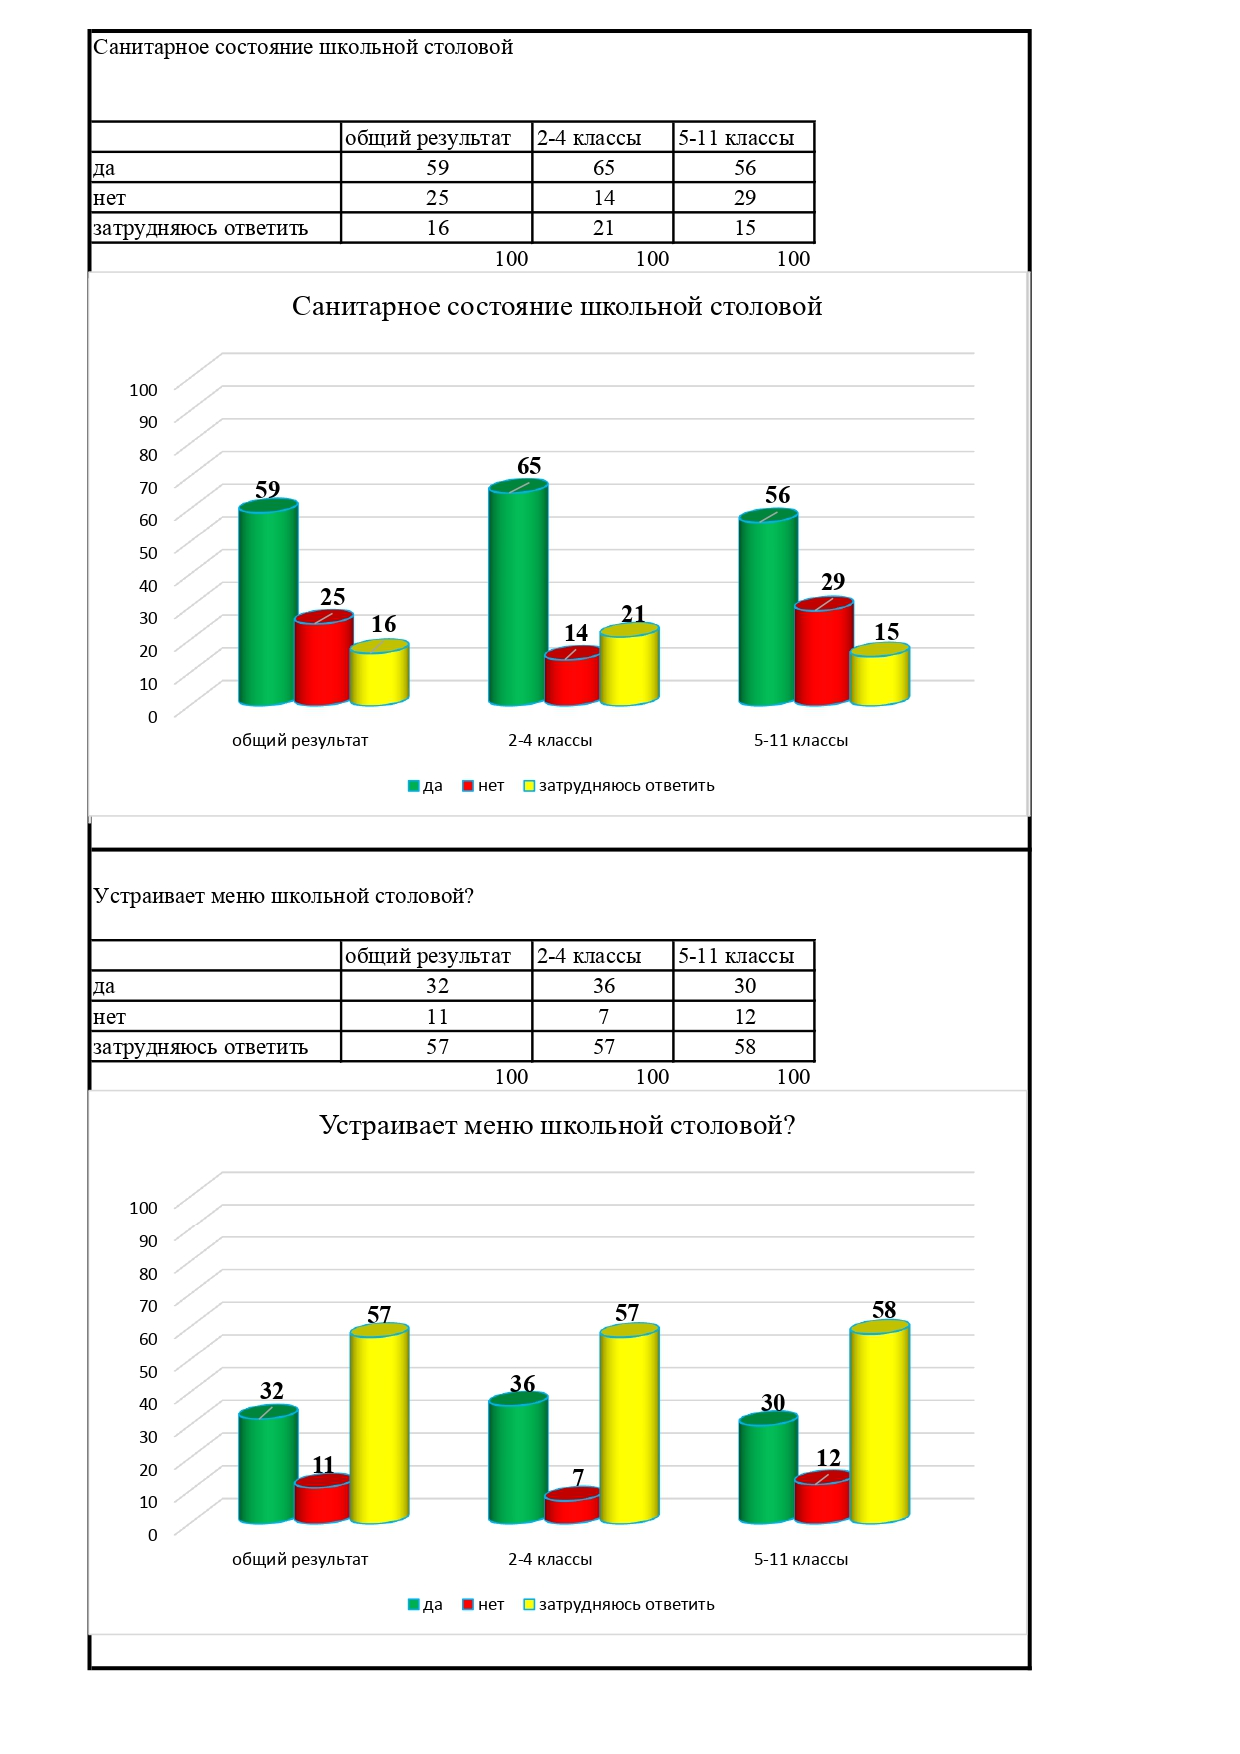 Санитарное состояние школьной столовой
общий результат 2-4 классы 5-11 классы
да 59 65 56
нет 25 14 29
затрудняюсь ответить 16 21 15
100 100 100
Санитарное состояние школьной столовой
100
90
80
70
60
50
40
30
20
10
0
59 25 16 65 14 21 56 29 15
общий результат 2-4 классы 5-11 классы
да нет затрудняюсь ответить
Устраивает меню школьной столовой?
общий результат 2-4 классы 5-11 классы
да 32 36 30
нет 11 7 12
затрудняюсь ответить 57 57 58
100 100 100
Устраивает меню школьной столовой?
100
90
80
70
60
50
40
30
20
10
0
32 11 57 36 7 57 30 12 58
общий результат 2-4 классы 5-11 классы
да нет затрудняюсь ответить